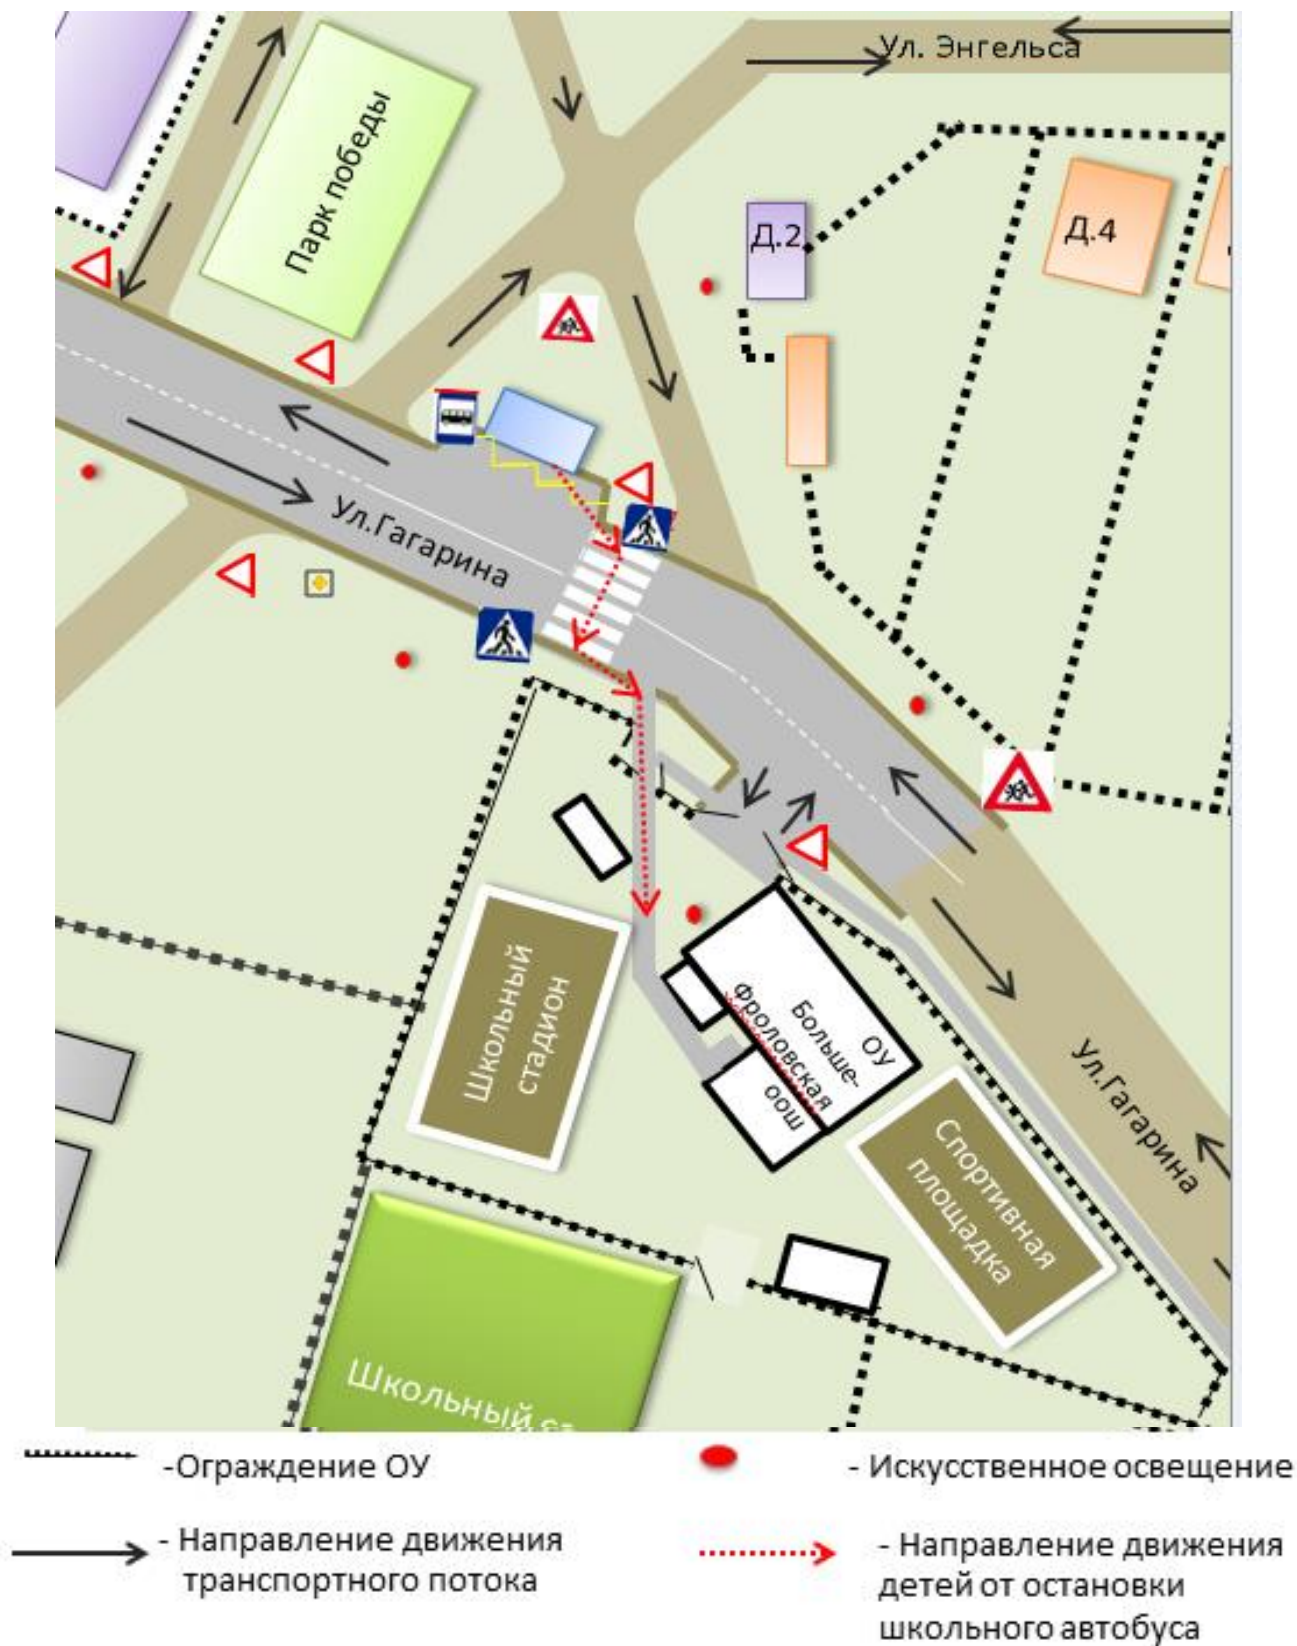 Ул. Энгельса
Парк победы
Д.2
Д.4
Ул.Гагарина
Школьный
стадион
ОУ
Больше-
Фроловская
ООШ
Ул.Гагарина
Спортивная
площадка
Школьный
-Ограждение ОУ
- Искусственное освещение
- Направление движения
транспортного потока
- Направление движения
детей от остановки
школьного автобуса